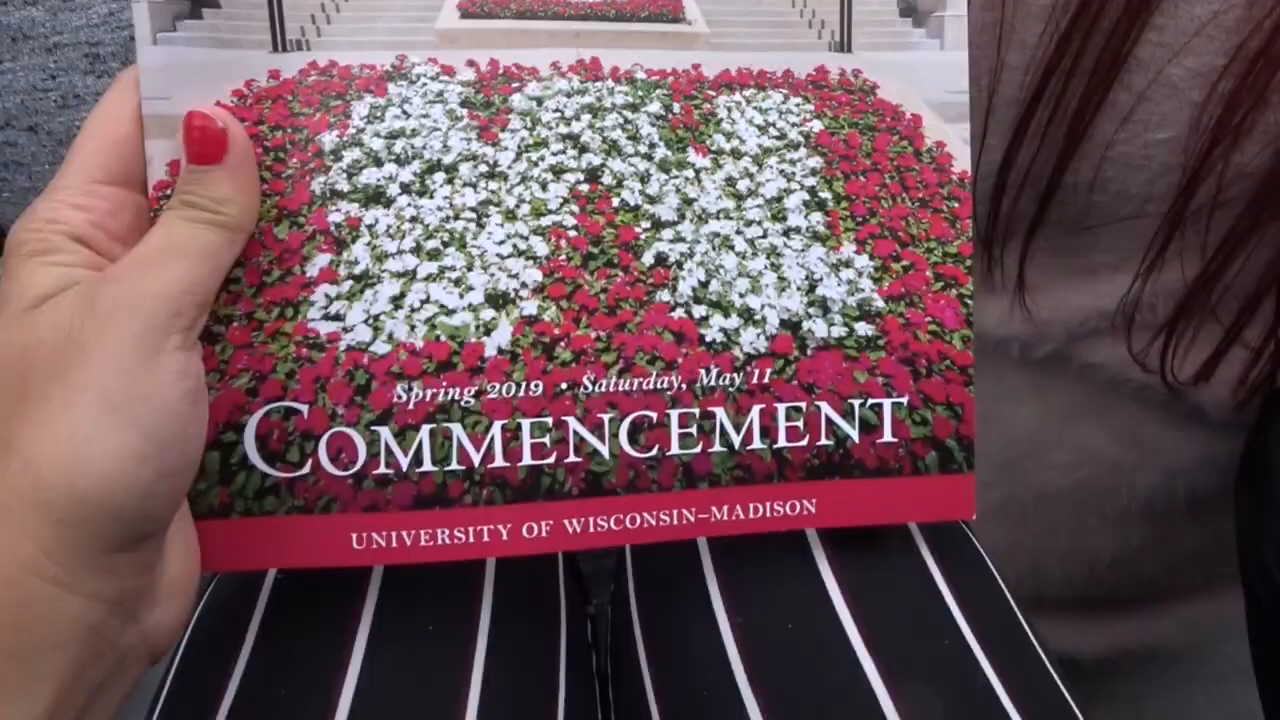 Spring 2019 • Saturday, May 11
COMMENCEMENT
UNIVERSITY OF WISCONSIN–MADISON